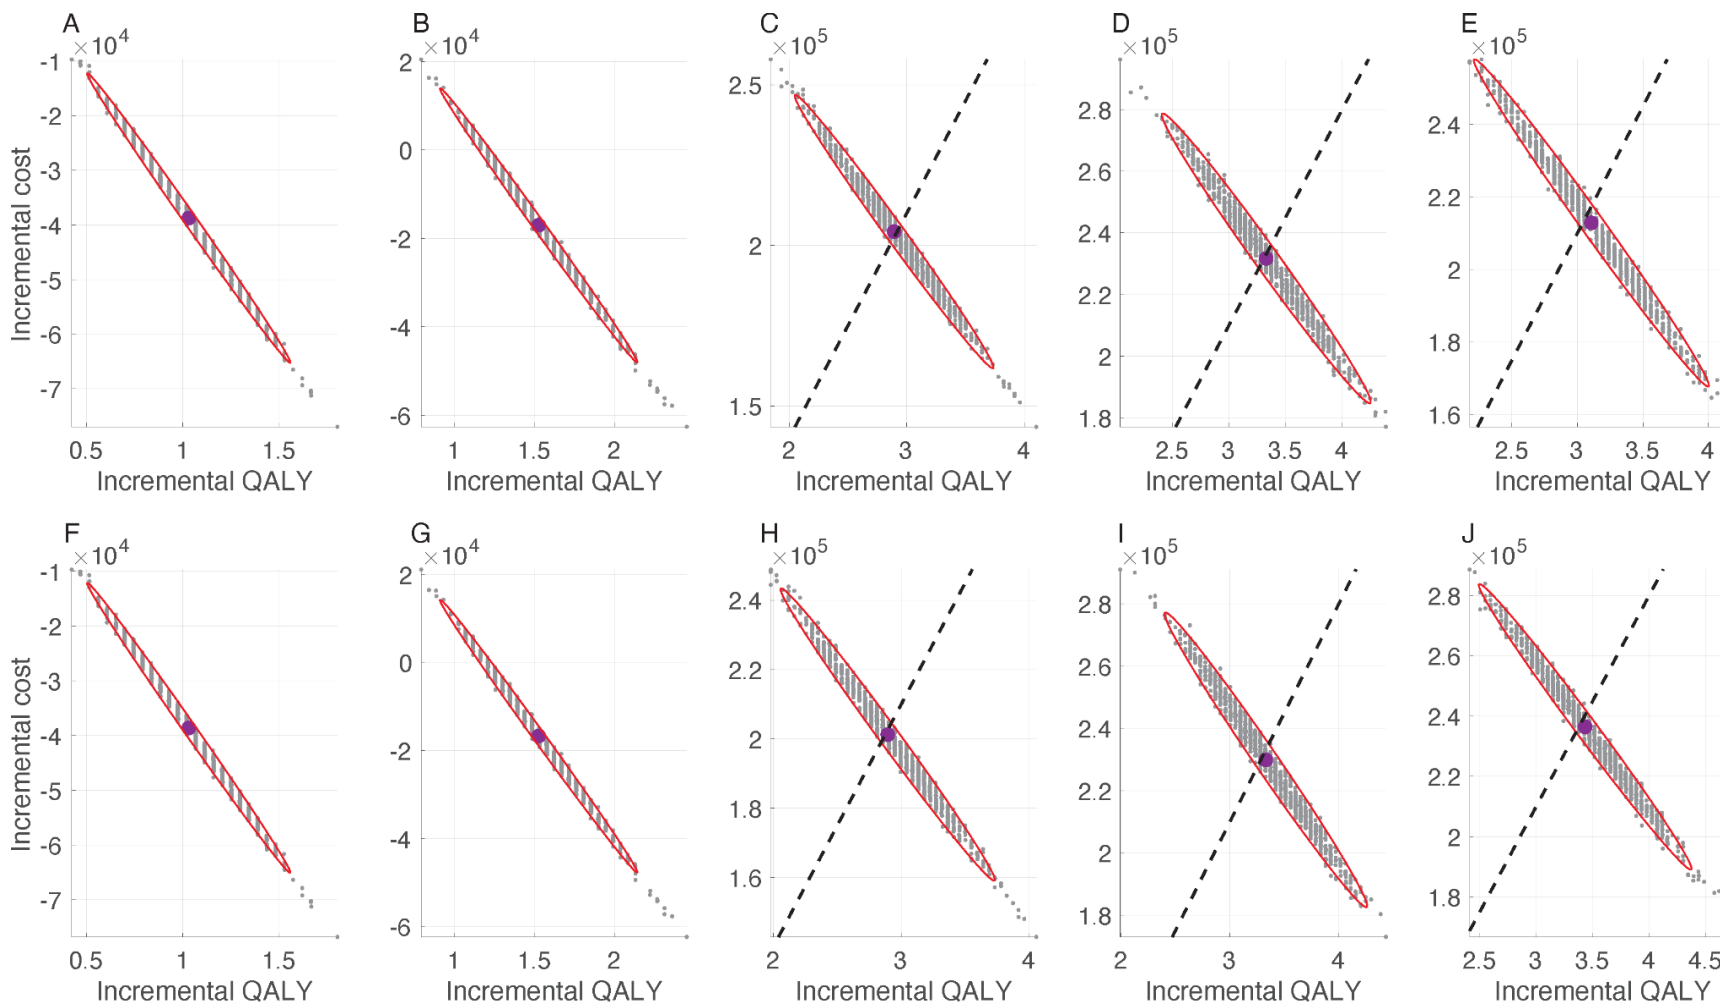 A B C D E
×10⁴ ×10⁴ ×10⁵ ×10⁵ ×10⁵
-1 2 2.5 2.8 2.4
-2 0 2 2.6 2.2
-3 -2 1.5 2.4 2
-4 -4 2.2 1.8
-5 -6 2 1.6
-6 1.8
-7
Incremental cost
0.5 1 1.5 1 1.5 2 2 3 4 2.5 3 3.5 4 2.5 3 3.5 4
Incremental QALY Incremental QALY Incremental QALY Incremental QALY Incremental QALY
F G H I J
×10⁴ ×10⁴ ×10⁵ ×10⁵ ×10⁵
-1 2 2.4 2.8 2.8
-2 0 2.2 2.6 2.6
-3 -2 2 2.4 2.4
-4 -4 1.8 2.2 2.2
-5 -6 1.6 2 2
-6 1.8 1.8
-7
Incremental cost
0.5 1 1.5 1 1.5 2 2 3 4 2 3 4 2.5 3 3.5 4 4.5
Incremental QALY Incremental QALY Incremental QALY Incremental QALY Incremental QALY